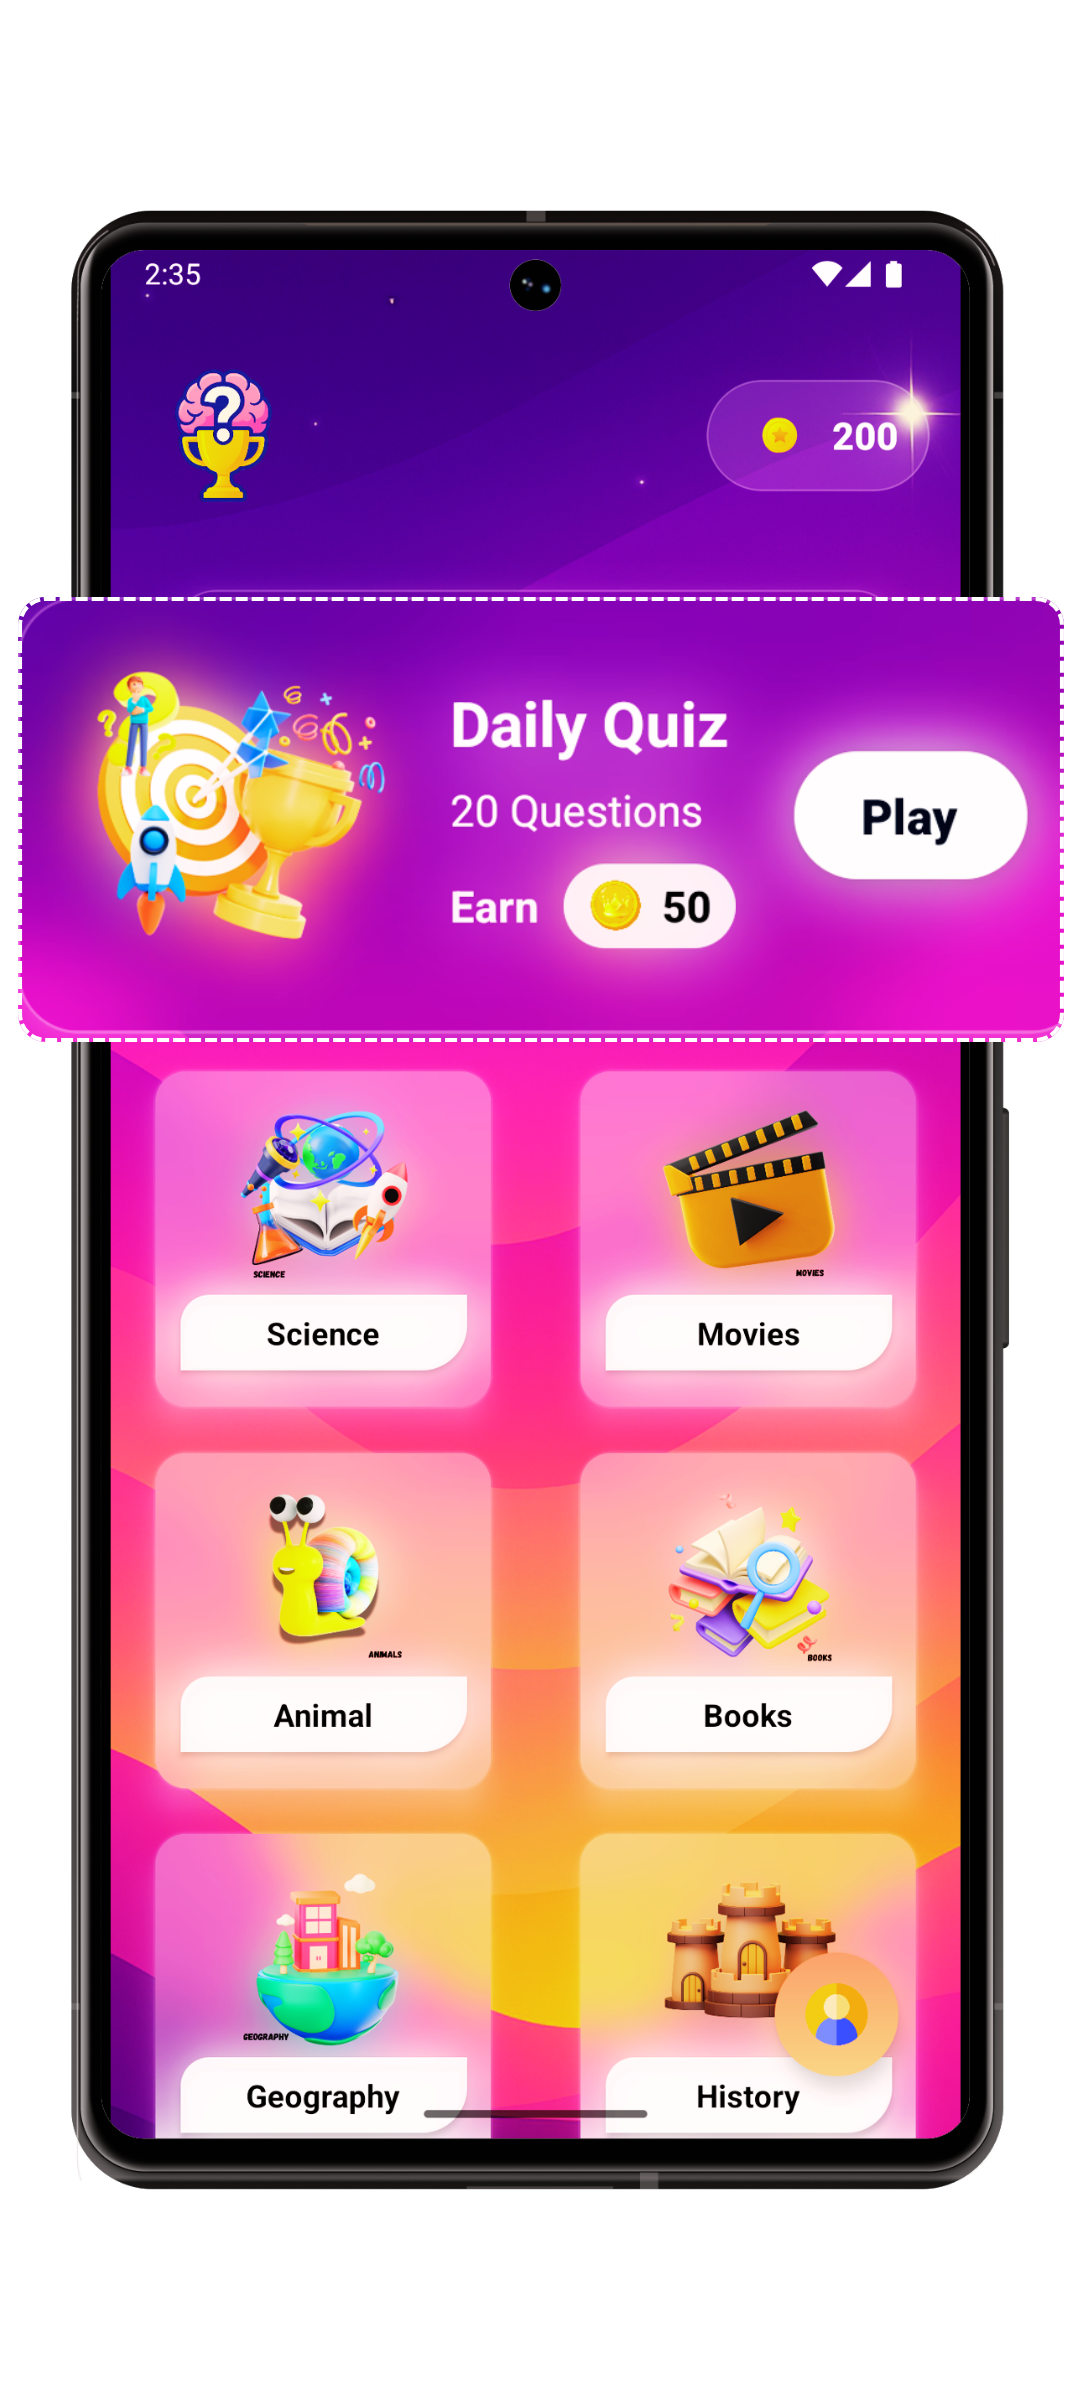 2:35
?
200
Daily Quiz
20 Questions
Play
Earn 50
SCIENCE
MOVIES
Science
Movies
ANIMALS
BOOKS
Animal
Books
GEOGRAPHY
Geography
History